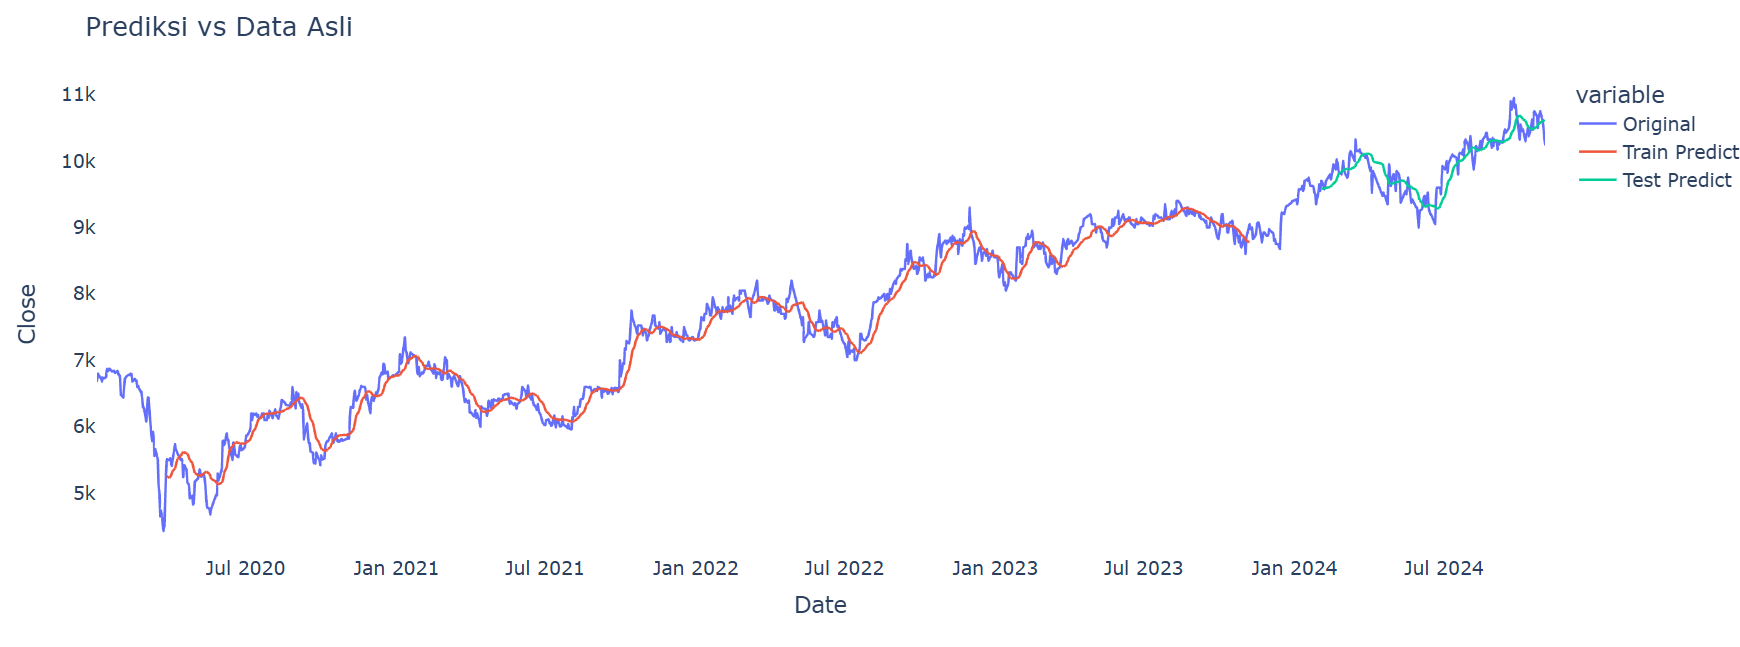 Prediksi vs Data Asli
variable
Original
Train Predict
Test Predict
Close
11k
10k
9k
8k
7k
6k
5k
Jul 2020
Jan 2021
Jul 2021
Jan 2022
Jul 2022
Jan 2023
Jul 2023
Jan 2024
Jul 2024
Date